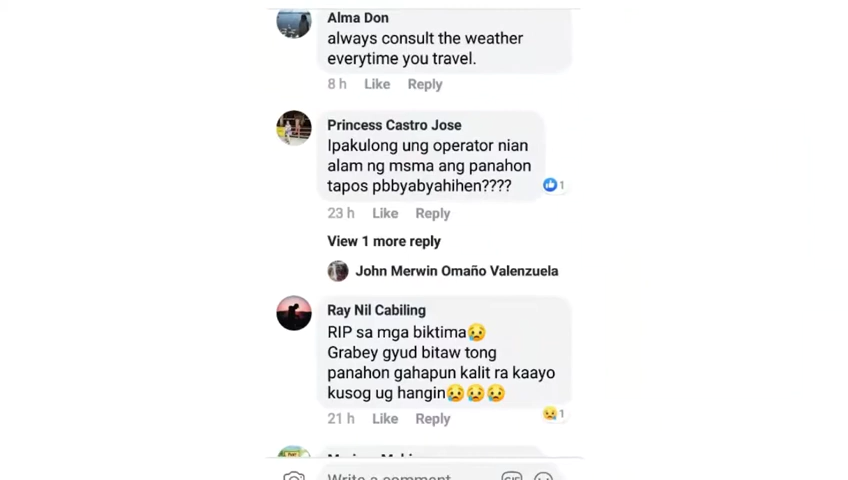 Alma Don
always consult the weather
everytime you travel.
8 h Like Reply
Princess Castro Jose
Ipakulong ung operator nian
alam ng msma ang panahon
tapos pbbyabyahihen????
1
23 h Like Reply
View 1 more reply
John Merwin Omaño Valenzuela
Ray Nil Cabiling
RIP sa mga biktima😢
Grabey gyud bitaw tong
panahon gahapun kalit ra kaayo
kusog ug hangin😢😢😢
1
21 h Like Reply
Write a comment
GIF